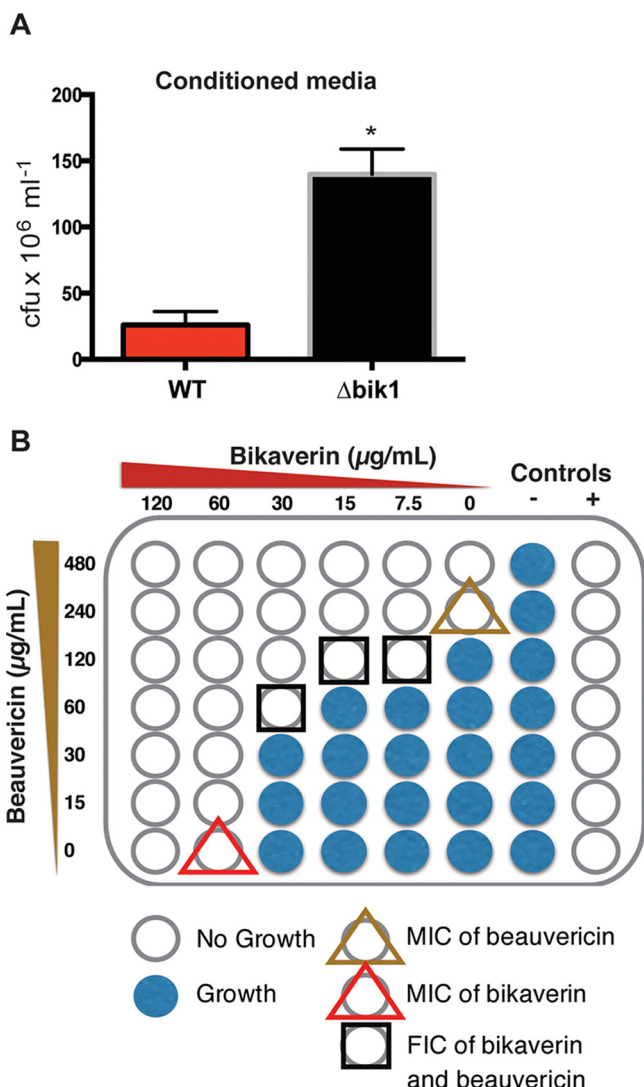 A
Conditioned media
200
150
100
50
0
cfu x 10⁶ ml⁻¹
*
WT
Δbik1
B
Bikaverin (µg/mL)
Controls
120 60 30 15 7.5 0 - +
Beauvericin (µg/mL)
480
240
120
60
30
15
0
No Growth
MIC of beauvericin
Growth
MIC of bikaverin
FIC of bikaverin
and beauvericin